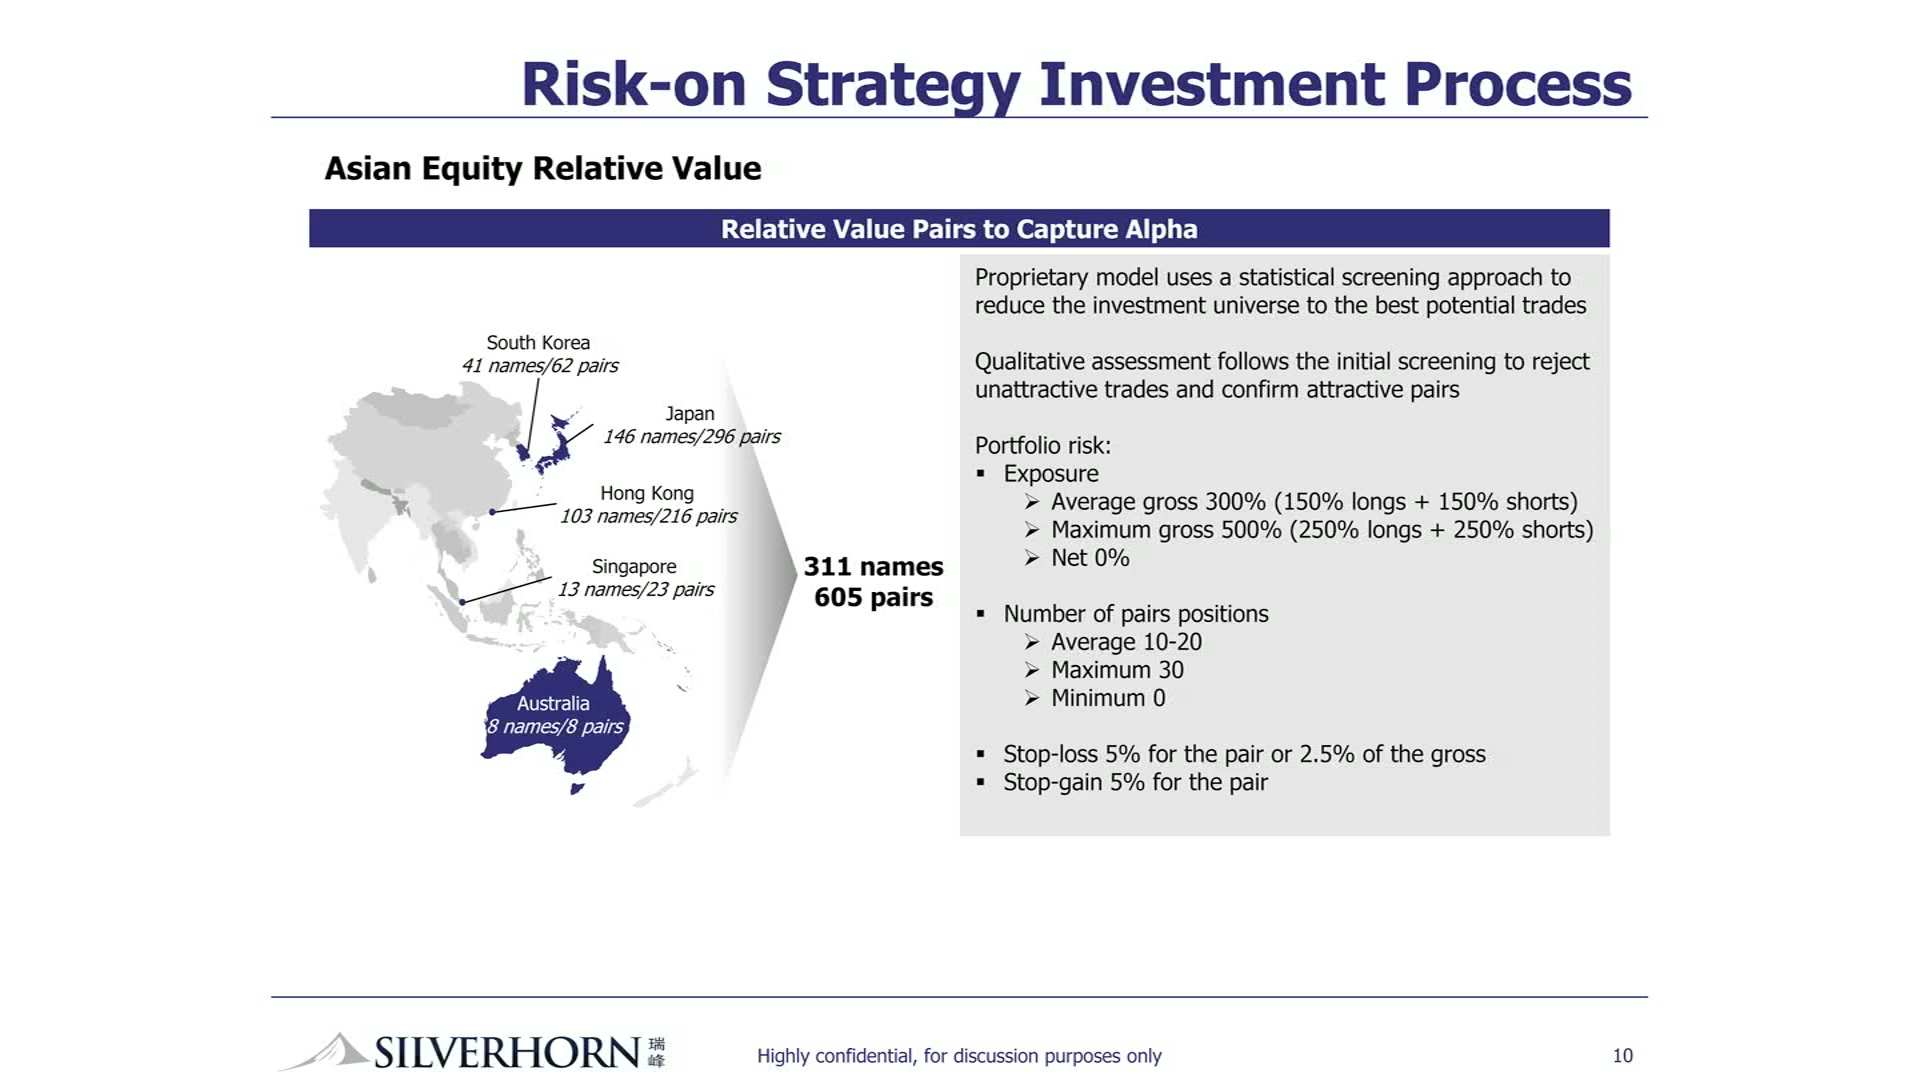 Risk-on Strategy Investment Process
Asian Equity Relative Value
Relative Value Pairs to Capture Alpha
South Korea
41 names/62 pairs
Japan
146 names/296 pairs
Hong Kong
103 names/216 pairs
Singapore
13 names/23 pairs
Australia
8 names/8 pairs
311 names
605 pairs
Proprietary model uses a statistical screening approach to
reduce the investment universe to the best potential trades
Qualitative assessment follows the initial screening to reject
unattractive trades and confirm attractive pairs
Portfolio risk:
▪ Exposure
➢ Average gross 300% (150% longs + 150% shorts)
➢ Maximum gross 500% (250% longs + 250% shorts)
➢ Net 0%
▪ Number of pairs positions
➢ Average 10-20
➢ Maximum 30
➢ Minimum 0
▪ Stop-loss 5% for the pair or 2.5% of the gross
▪ Stop-gain 5% for the pair
SILVERHORN 瑞峰
Highly confidential, for discussion purposes only
10